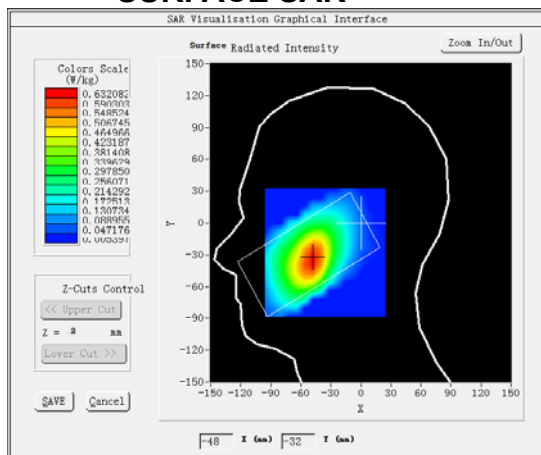 SURFACE SAR
SAR Visualisation Graphical Interface
Surface Radiated Intensity
Zoom In/Out
Colors Scale
(W/kg)
0.632082
0.590303
0.548524
0.506745
0.464966
0.423187
0.381408
0.339629
0.297850
0.256071
0.214292
0.172513
0.130734
0.088955
0.047176
0.005397
150
120
90
60
30
0
-30
-60
-90
-120
-150
Y
-150 -120 -90 -60 -30 0 30 60 90 120 150
X
Z-Cuts Control
<< Upper Cut
Z = 2 mm
Lower Cut >>
SAVE Cancel
-48 X (mm) -32 Y (mm)